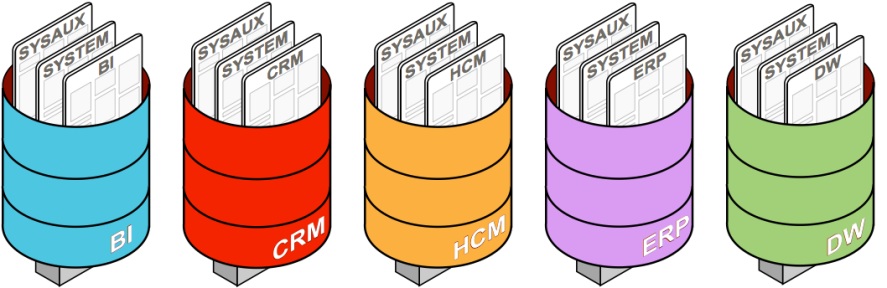 SYSAUX
SYSTEM
BI
BI
SYSAUX
SYSTEM
CRM
CRM
SYSAUX
SYSTEM
HCM
HCM
SYSAUX
SYSTEM
ERP
ERP
SYSAUX
SYSTEM
DW
DW